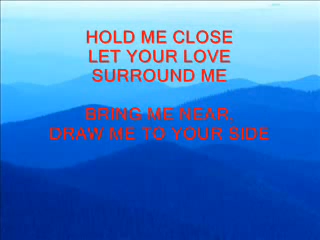 HOLD ME CLOSE
LET YOUR LOVE
SURROUND ME
BRING ME NEAR,
DRAW ME TO YOUR SIDE